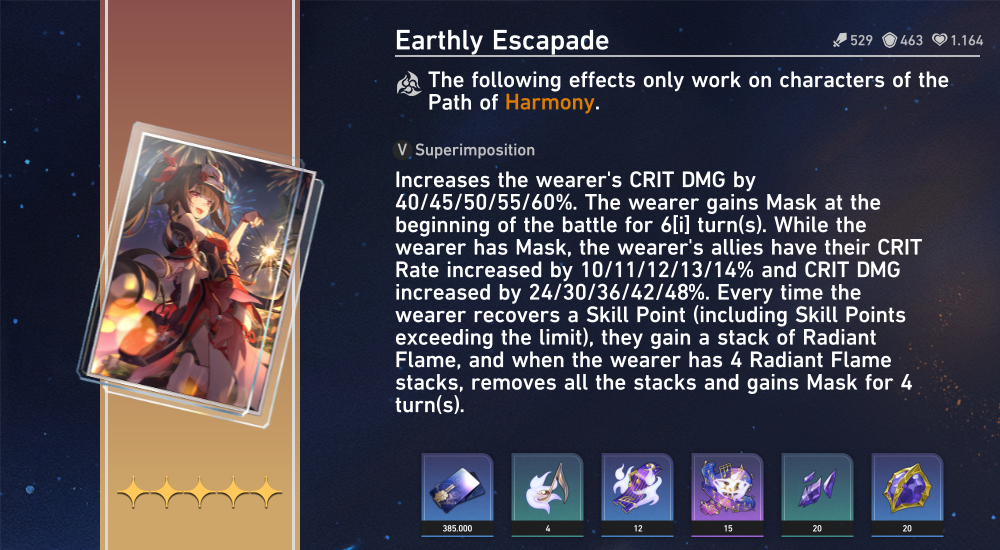 Earthly Escapade
529 463 1.164
The following effects only work on characters of the
Path of Harmony.
V Superimposition
Increases the wearer's CRIT DMG by
40/45/50/55/60%. The wearer gains Mask at the
beginning of the battle for 6[i] turn(s). While the
wearer has Mask, the wearer's allies have their CRIT
Rate increased by 10/11/12/13/14% and CRIT DMG
increased by 24/30/36/42/48%. Every time the
wearer recovers a Skill Point (including Skill Points
exceeding the limit), they gain a stack of Radiant
Flame, and when the wearer has 4 Radiant Flame
stacks, removes all the stacks and gains Mask for 4
turn(s).
385.000 4 12 15 20 20